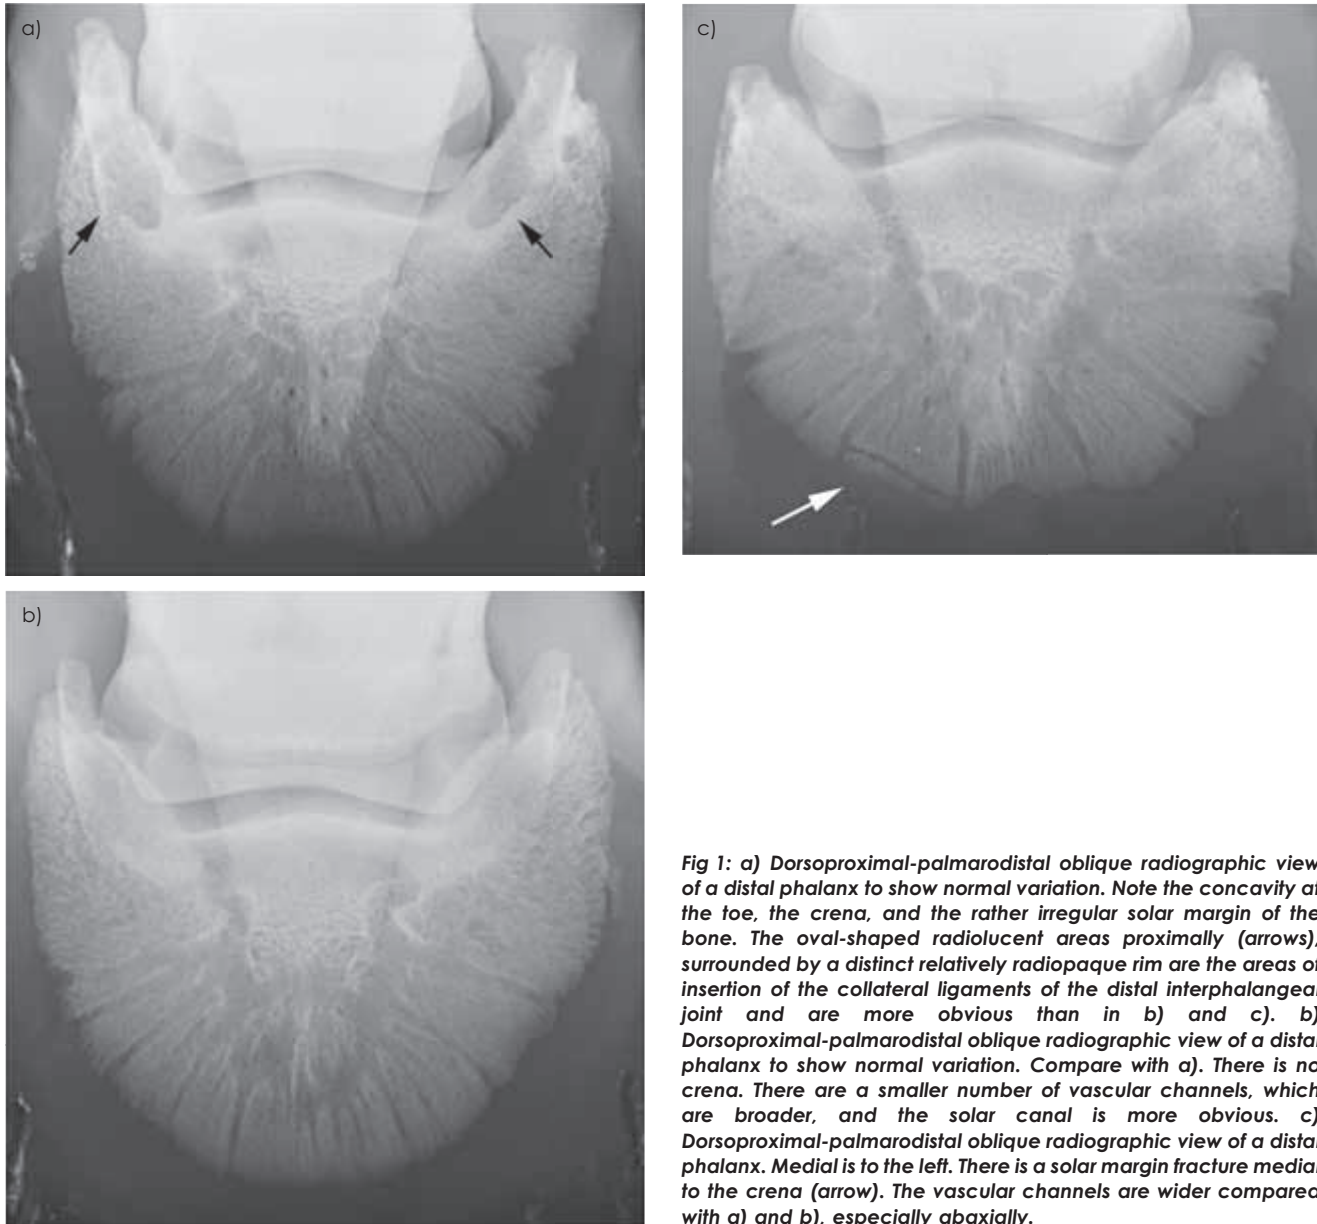 a)
c)
b)
Fig 1: a) Dorsoproximal-palmarodistal oblique radiographic view
of a distal phalanx to show normal variation. Note the concavity at
the toe, the crena, and the rather irregular solar margin of the
bone. The oval-shaped radiolucent areas proximally (arrows),
surrounded by a distinct relatively radiopaque rim are the areas of
insertion of the collateral ligaments of the distal interphalangeal
joint and are more obvious than in b) and c). b)
Dorsoproximal-palmarodistal oblique radiographic view of a distal
phalanx to show normal variation. Compare with a). There is no
crena. There are a smaller number of vascular channels, which
are broader, and the solar canal is more obvious. c)
Dorsoproximal-palmarodistal oblique radiographic view of a distal
phalanx. Medial is to the left. There is a solar margin fracture medial
to the crena (arrow). The vascular channels are wider compared
with a) and b), especially abaxially.